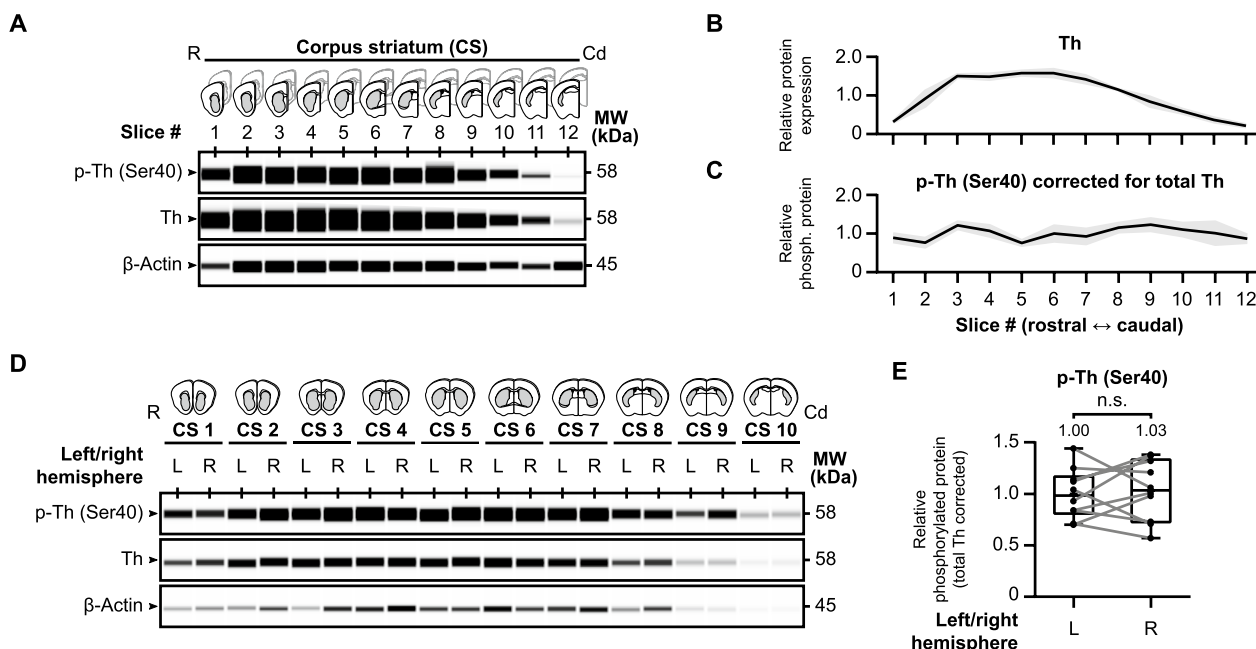 A
R
Corpus striatum (CS)
Cd
Slice #
1 2 3 4 5 6 7 8 9 10 11 12
MW
(kDa)
p-Th (Ser40)
58
Th
58
β-Actin
45
B
Th
Relative protein
expression
2.0
1.0
0
C
p-Th (Ser40) corrected for total Th
Relative
phosph. protein
2.0
1.0
0
1 2 3 4 5 6 7 8 9 10 11 12
Slice # (rostral ↔ caudal)
D
R
Cd
CS 1 CS 2 CS 3 CS 4 CS 5 CS 6 CS 7 CS 8 CS 9 CS 10
Left/right
hemisphere
L R L R L R L R L R L R L R L R L R L R
MW
(kDa)
p-Th (Ser40)
58
Th
58
β-Actin
45
E
p-Th (Ser40)
n.s.
1.00 1.03
Relative
phosphorylated protein
(total Th corrected)
1.5
1.0
0.5
0
Left/right
hemisphere
L R